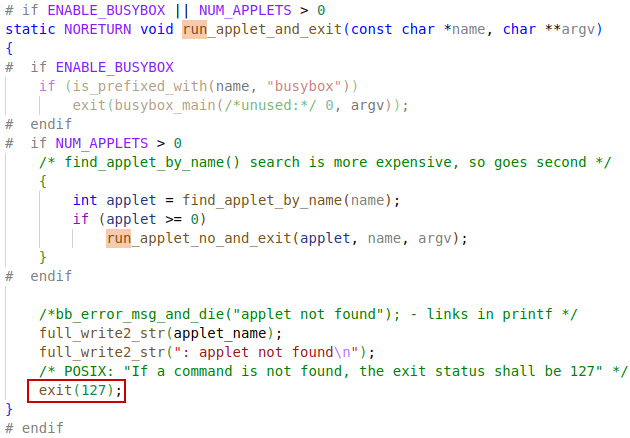 # if ENABLE_BUSYBOX || NUM_APPLETS > 0
static NORETURN void run_applet_and_exit(const char *name, char **argv)
{
#  if ENABLE_BUSYBOX
    if (is_prefixed_with(name, "busybox"))
        exit(busybox_main(/*unused:*/ 0, argv));
#  endif
#  if NUM_APPLETS > 0
    /* find_applet_by_name() search is more expensive, so goes second */
    {
        int applet = find_applet_by_name(name);
        if (applet >= 0)
            run_applet_no_and_exit(applet, name, argv);
    }
#  endif

    /*bb_error_msg_and_die("applet not found"); - links in printf */
    full_write2_str(applet_name);
    full_write2_str(": applet not found\n");
    /* POSIX: "If a command is not found, the exit status shall be 127" */
    exit(127);
}
# endif